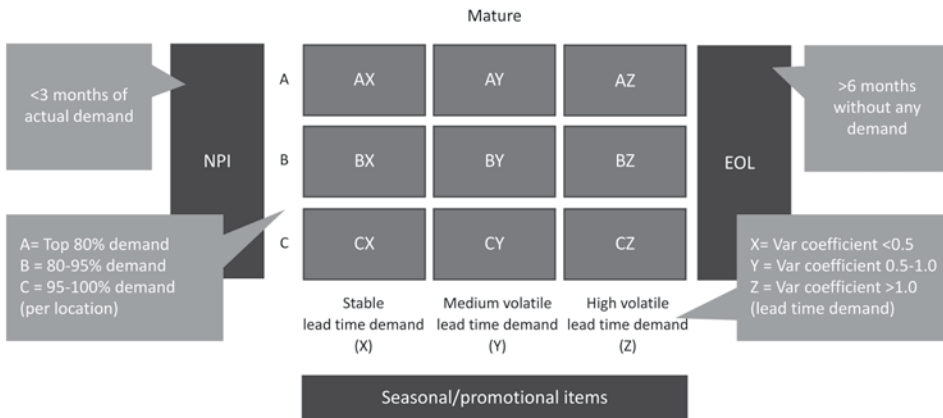 Mature
<3 months of
actual demand
NPI
A
AX
AY
AZ
B
BX
BY
BZ
C
CX
CY
CZ
EOL
>6 months
without any
demand
A= Top 80% demand
B = 80-95% demand
C = 95-100% demand
(per location)
Stable
lead time demand
(X)
Medium volatile
lead time demand
(Y)
High volatile
lead time demand
(Z)
X= Var coefficient <0.5
Y = Var coefficient 0.5-1.0
Z = Var coefficient >1.0
(lead time demand)
Seasonal/promotional items